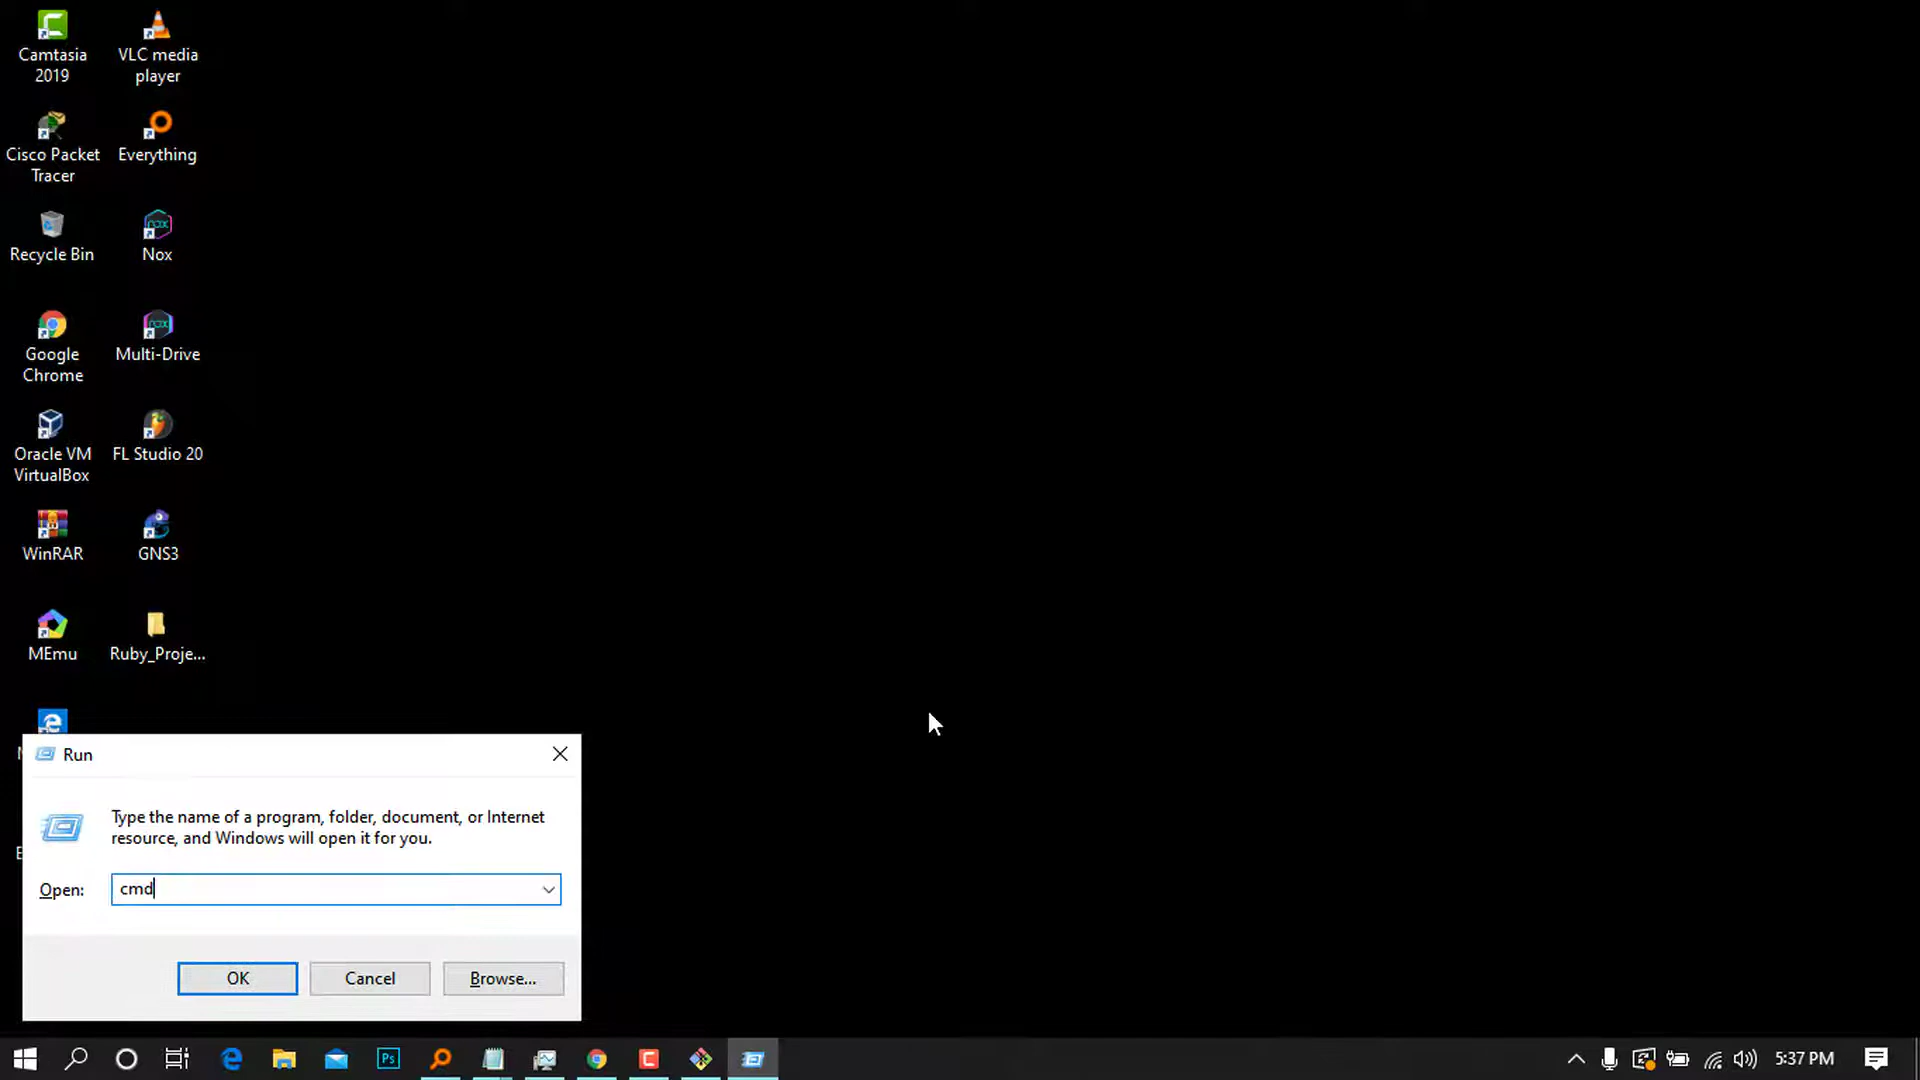 Camtasia
2019
VLC media
player
Cisco Packet
Tracer
Everything
Recycle Bin
Nox
Google
Chrome
Multi-Drive
Oracle VM
VirtualBox
FL Studio 20
WinRAR
GNS3
MEmu
Ruby_Proje...
Run
Type the name of a program, folder, document, or Internet
resource, and Windows will open it for you.
Open:
cmd
OK
Cancel
Browse...
Ps
5:37 PM